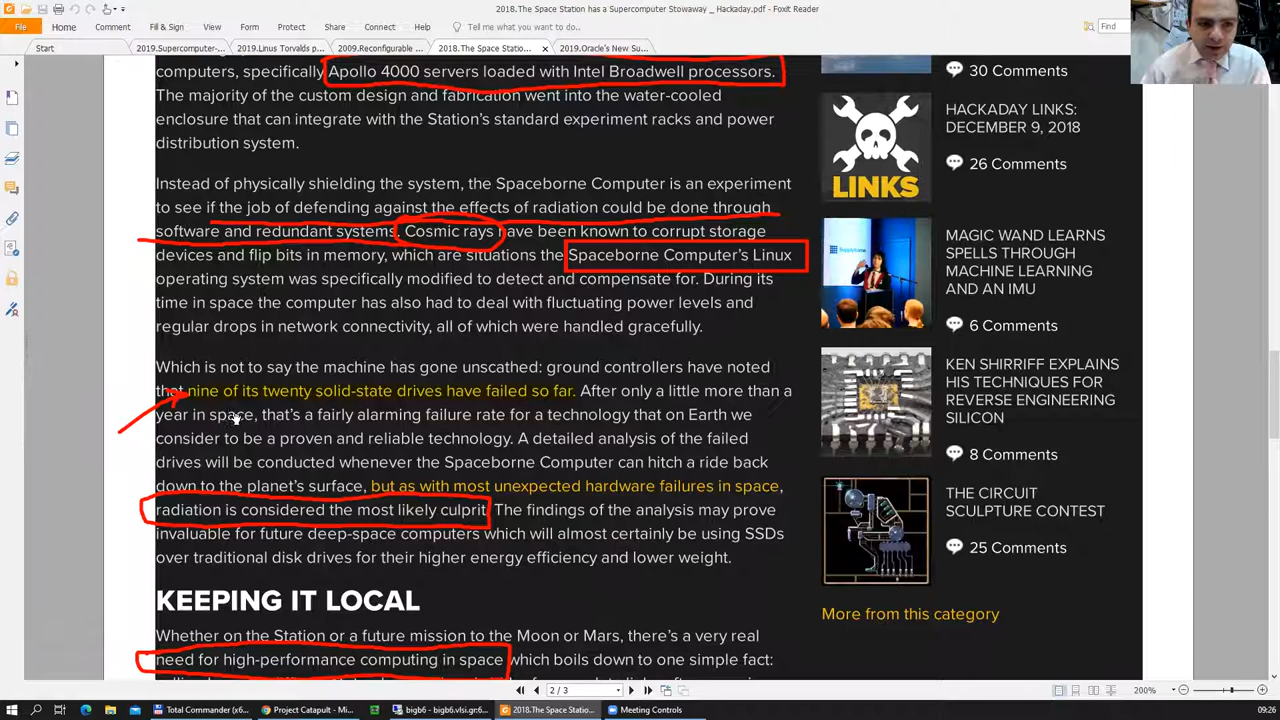 2018.The Space Station has a Supercomputer Stowaway _ Hackaday.pdf - Foxit Reader
File
Home
Comment
Fill & Sign
View
Form
Protect
Share
Connect
Help
Tell me what you want to do...
Find
Start
2019.Supercomputer-...
2019.Linus Torvalds p...
2009.Reconfigurable ...
2018.The Space Statio...
2019.Oracle's New Su...
computers, specifically Apollo 4000 servers loaded with Intel Broadwell processors.
The majority of the custom design and fabrication went into the water-cooled
enclosure that can integrate with the Station's standard experiment racks and power
distribution system.
Instead of physically shielding the system, the Spaceborne Computer is an experiment
to see if the job of defending against the effects of radiation could be done through
software and redundant systems. Cosmic rays have been known to corrupt storage
devices and flip bits in memory, which are situations the Spaceborne Computer's Linux
operating system was specifically modified to detect and compensate for. During its
time in space the computer has also had to deal with fluctuating power levels and
regular drops in network connectivity, all of which were handled gracefully.
Which is not to say the machine has gone unscathed: ground controllers have noted
that nine of its twenty solid-state drives have failed so far. After only a little more than a
year in space, that's a fairly alarming failure rate for a technology that on Earth we
consider to be a proven and reliable technology. A detailed analysis of the failed
drives will be conducted whenever the Spaceborne Computer can hitch a ride back
down to the planet's surface, but as with most unexpected hardware failures in space,
radiation is considered the most likely culprit. The findings of the analysis may prove
invaluable for future deep-space computers which will almost certainly be using SSDs
over traditional disk drives for their higher energy efficiency and lower weight.
KEEPING IT LOCAL
Whether on the Station or a future mission to the Moon or Mars, there's a very real
need for high-performance computing in space which boils down to one simple fact:
30 Comments
LINKS
HACKADAY LINKS:
DECEMBER 9, 2018
26 Comments
MAGIC WAND LEARNS
SPELLS THROUGH
MACHINE LEARNING
AND AN IMU
6 Comments
KEN SHIRRIFF EXPLAINS
HIS TECHNIQUES FOR
REVERSE ENGINEERING
SILICON
8 Comments
THE CIRCUIT
SCULPTURE CONTEST
25 Comments
More from this category
2 / 3
200%
Total Commander (x6...
Project Catapult - Mi...
bigb6 - bigb6.vlsi.gr...
2018.The Space Statio...
Meeting Controls
09:26